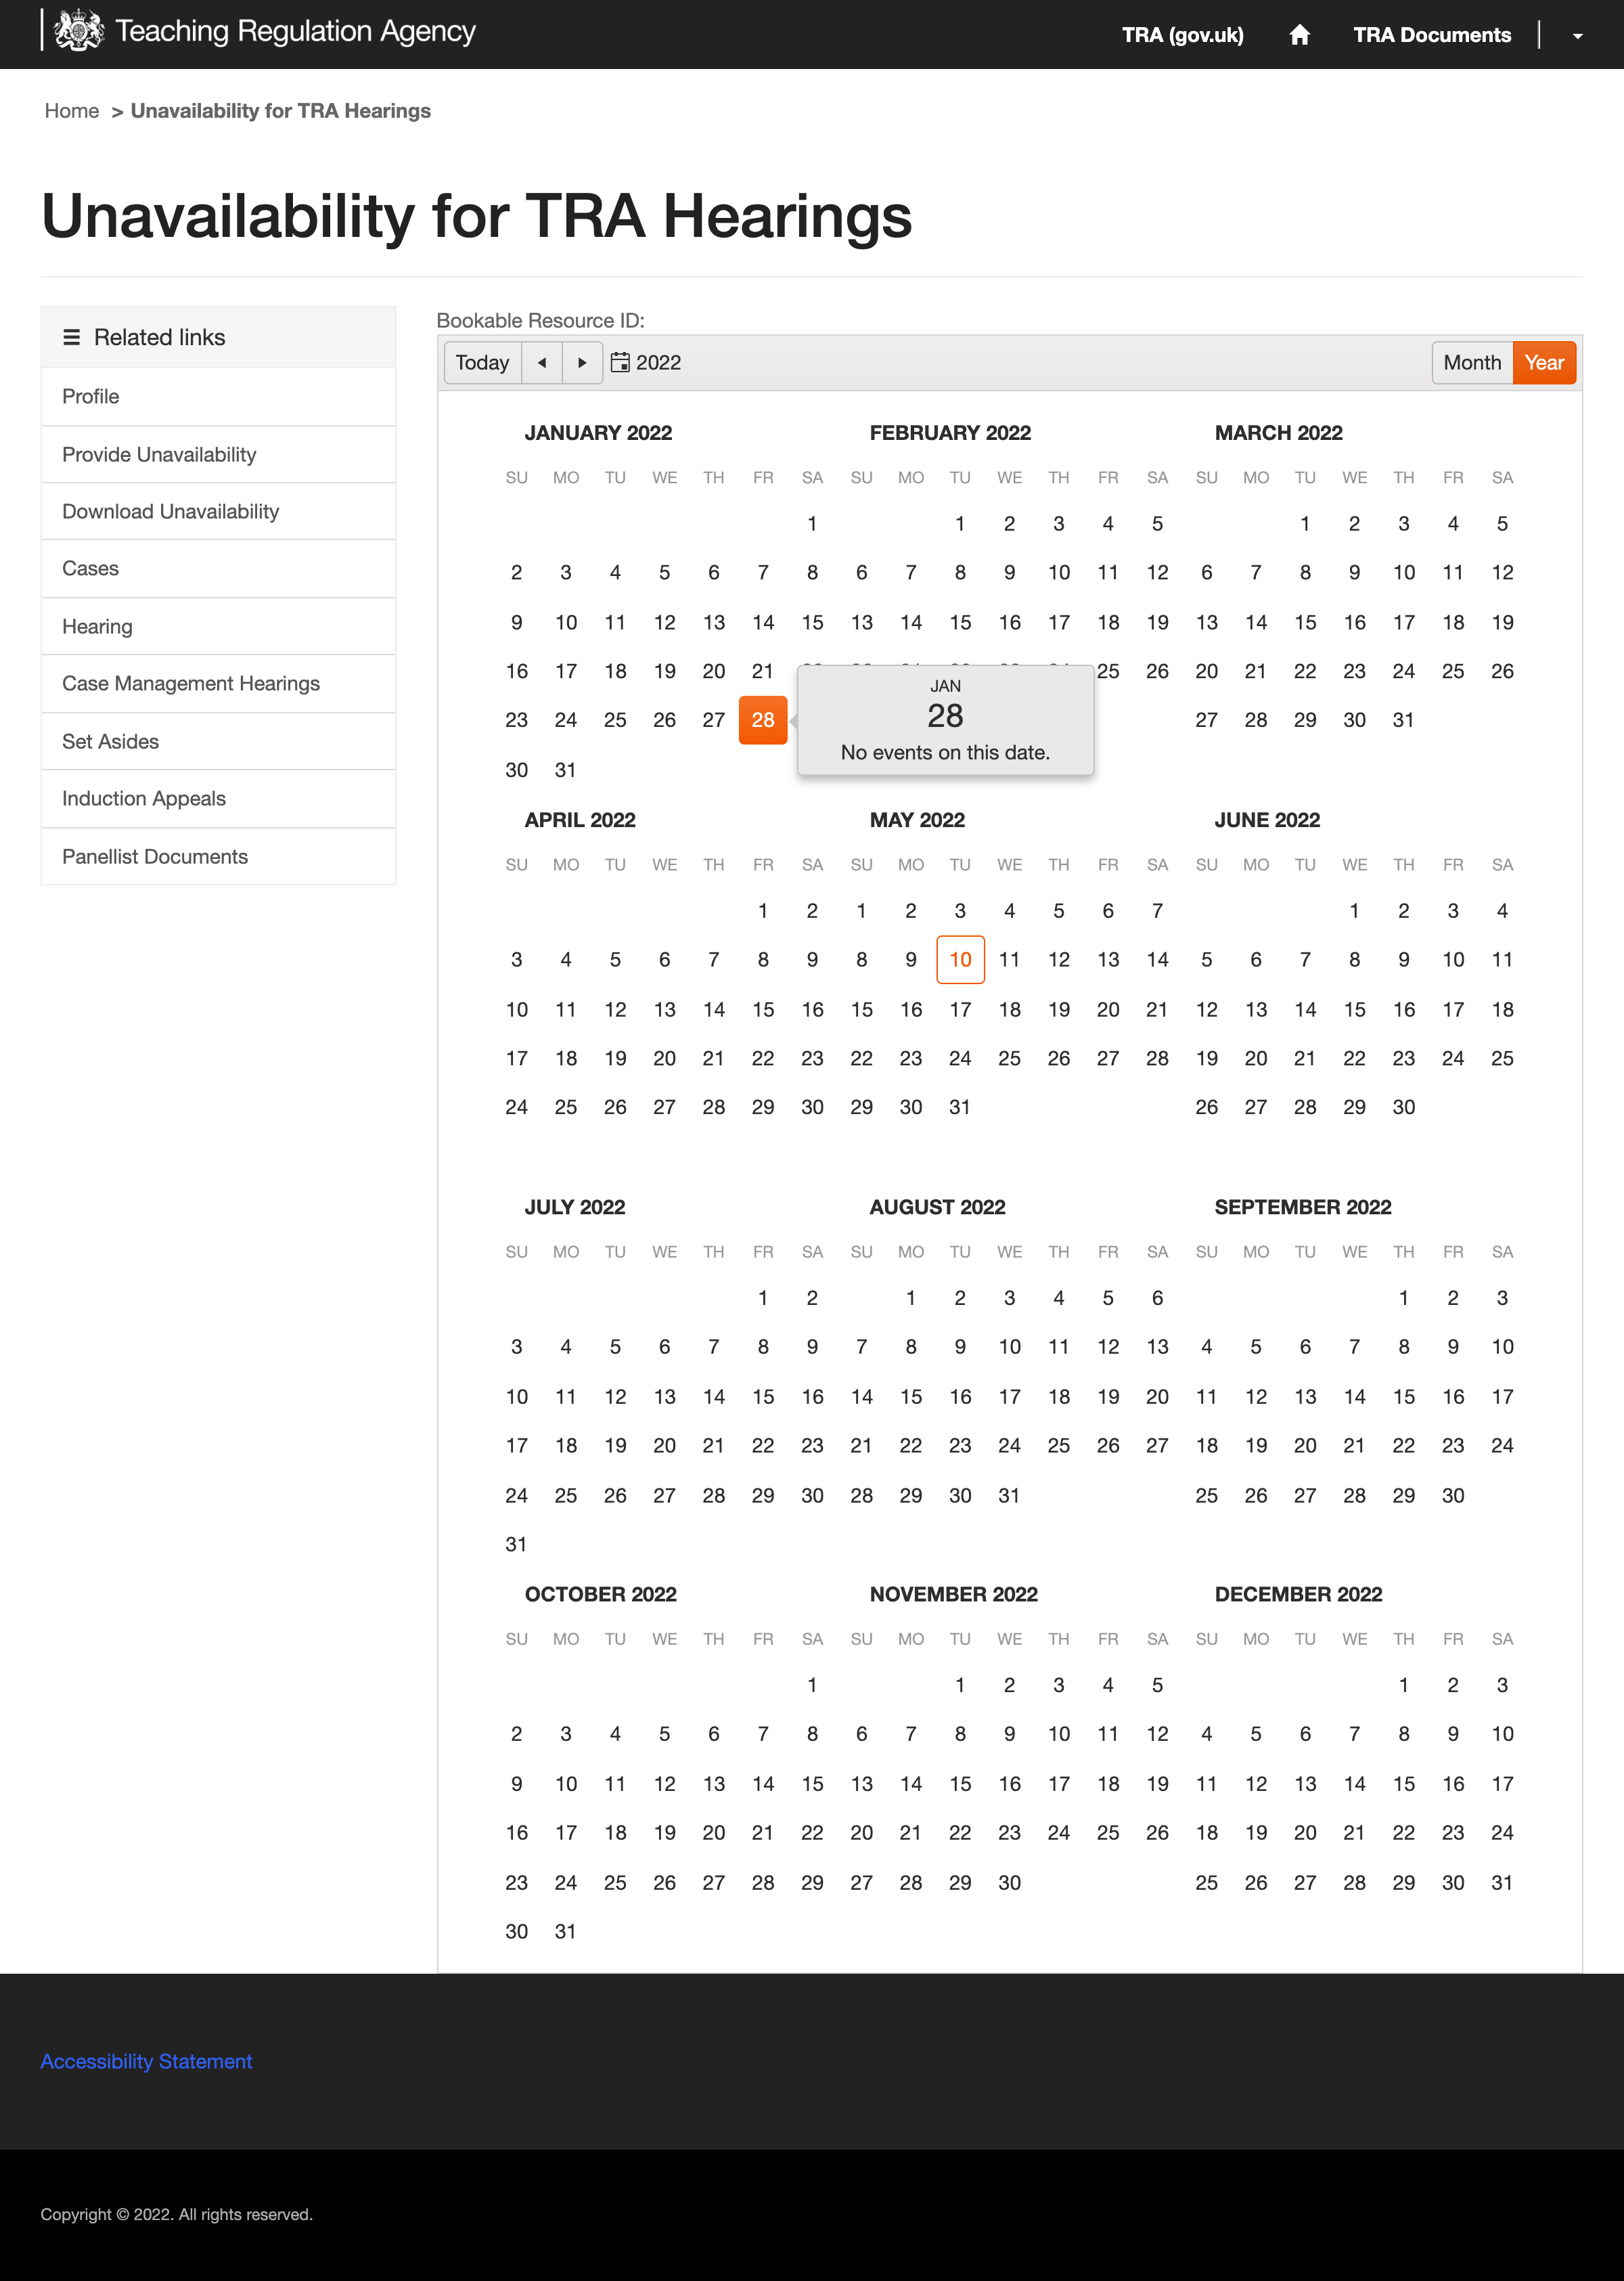 Teaching Regulation Agency
TRA (gov.uk)
TRA Documents
Home > Unavailability for TRA Hearings
Unavailability for TRA Hearings
Related links
Profile
Provide Unavailability
Download Unavailability
Cases
Hearing
Case Management Hearings
Set Asides
Induction Appeals
Panellist Documents
Bookable Resource ID:
Today ◄ ► 2022 Month Year
JANUARY 2022 FEBRUARY 2022 MARCH 2022
SU MO TU WE TH FR SA SU MO TU WE TH FR SA SU MO TU WE TH FR SA
1 1 2 3 4 5 1 2 3 4 5
2 3 4 5 6 7 8 6 7 8 9 10 11 12 6 7 8 9 10 11 12
9 10 11 12 13 14 15 13 14 15 16 17 18 19 13 14 15 16 17 18 19
16 17 18 19 20 21 25 26 20 21 22 23 24 25 26
JAN
23 24 25 26 27 28 28 27 28 29 30 31
No events on this date.
30 31
APRIL 2022 MAY 2022 JUNE 2022
SU MO TU WE TH FR SA SU MO TU WE TH FR SA SU MO TU WE TH FR SA
1 2 1 2 3 4 5 6 7 1 2 3 4
3 4 5 6 7 8 9 8 9 10 11 12 13 14 5 6 7 8 9 10 11
10 11 12 13 14 15 16 15 16 17 18 19 20 21 12 13 14 15 16 17 18
17 18 19 20 21 22 23 22 23 24 25 26 27 28 19 20 21 22 23 24 25
24 25 26 27 28 29 30 29 30 31 26 27 28 29 30
JULY 2022 AUGUST 2022 SEPTEMBER 2022
SU MO TU WE TH FR SA SU MO TU WE TH FR SA SU MO TU WE TH FR SA
1 2 1 2 3 4 5 6 1 2 3
3 4 5 6 7 8 9 7 8 9 10 11 12 13 4 5 6 7 8 9 10
10 11 12 13 14 15 16 14 15 16 17 18 19 20 11 12 13 14 15 16 17
17 18 19 20 21 22 23 21 22 23 24 25 26 27 18 19 20 21 22 23 24
24 25 26 27 28 29 30 28 29 30 31 25 26 27 28 29 30
31
OCTOBER 2022 NOVEMBER 2022 DECEMBER 2022
SU MO TU WE TH FR SA SU MO TU WE TH FR SA SU MO TU WE TH FR SA
1 1 2 3 4 5 1 2 3
2 3 4 5 6 7 8 6 7 8 9 10 11 12 4 5 6 7 8 9 10
9 10 11 12 13 14 15 13 14 15 16 17 18 19 11 12 13 14 15 16 17
16 17 18 19 20 21 22 20 21 22 23 24 25 26 18 19 20 21 22 23 24
23 24 25 26 27 28 29 27 28 29 30 25 26 27 28 29 30 31
30 31
Accessibility Statement
Copyright © 2022. All rights reserved.